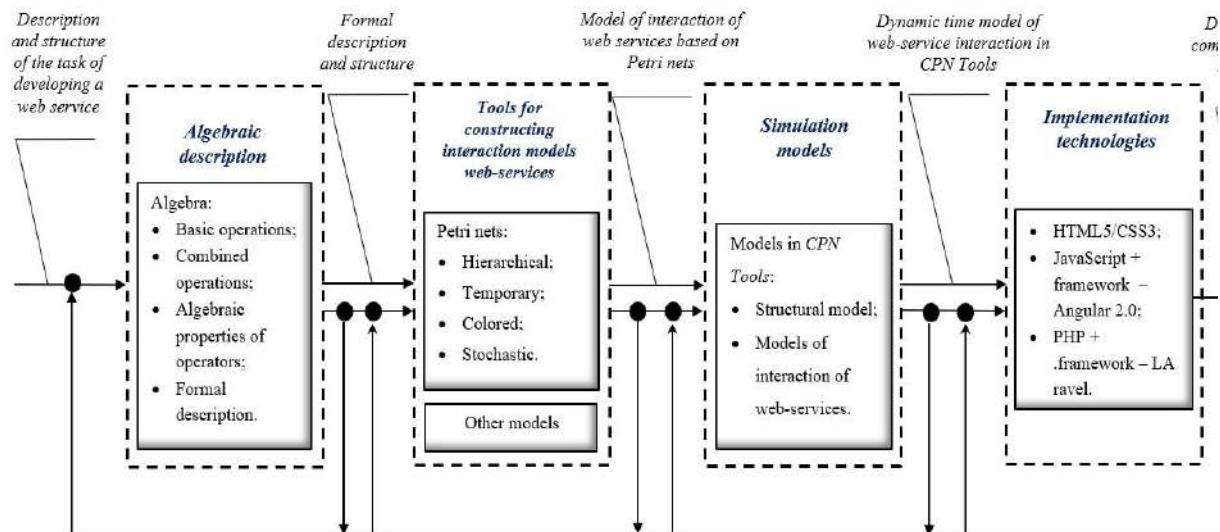 Description
and structure
of the task of
developing a
web service
Formal
description
and structure
Model of interaction of
web services based on
Petri nets
Dynamic time model of
web-service interaction in
CPN Tools
D
com
Algebraic
description
Algebra:
• Basic operations;
• Combined
operations;
• Algebraic
properties of
operators;
• Formal
description.
Tools for
constructing
interaction models
web-services
Petri nets:
• Hierarchical;
• Temporary;
• Colored;
• Stochastic.
Other models
Simulation
models
Models in CPN
Tools:
• Structural model;
• Models of
interaction of
web-services.
Implementation
technologies
• HTML5/CSS3;
• JavaScript +
framework –
Angular 2.0;
• PHP +
.framework – LA
ravel.